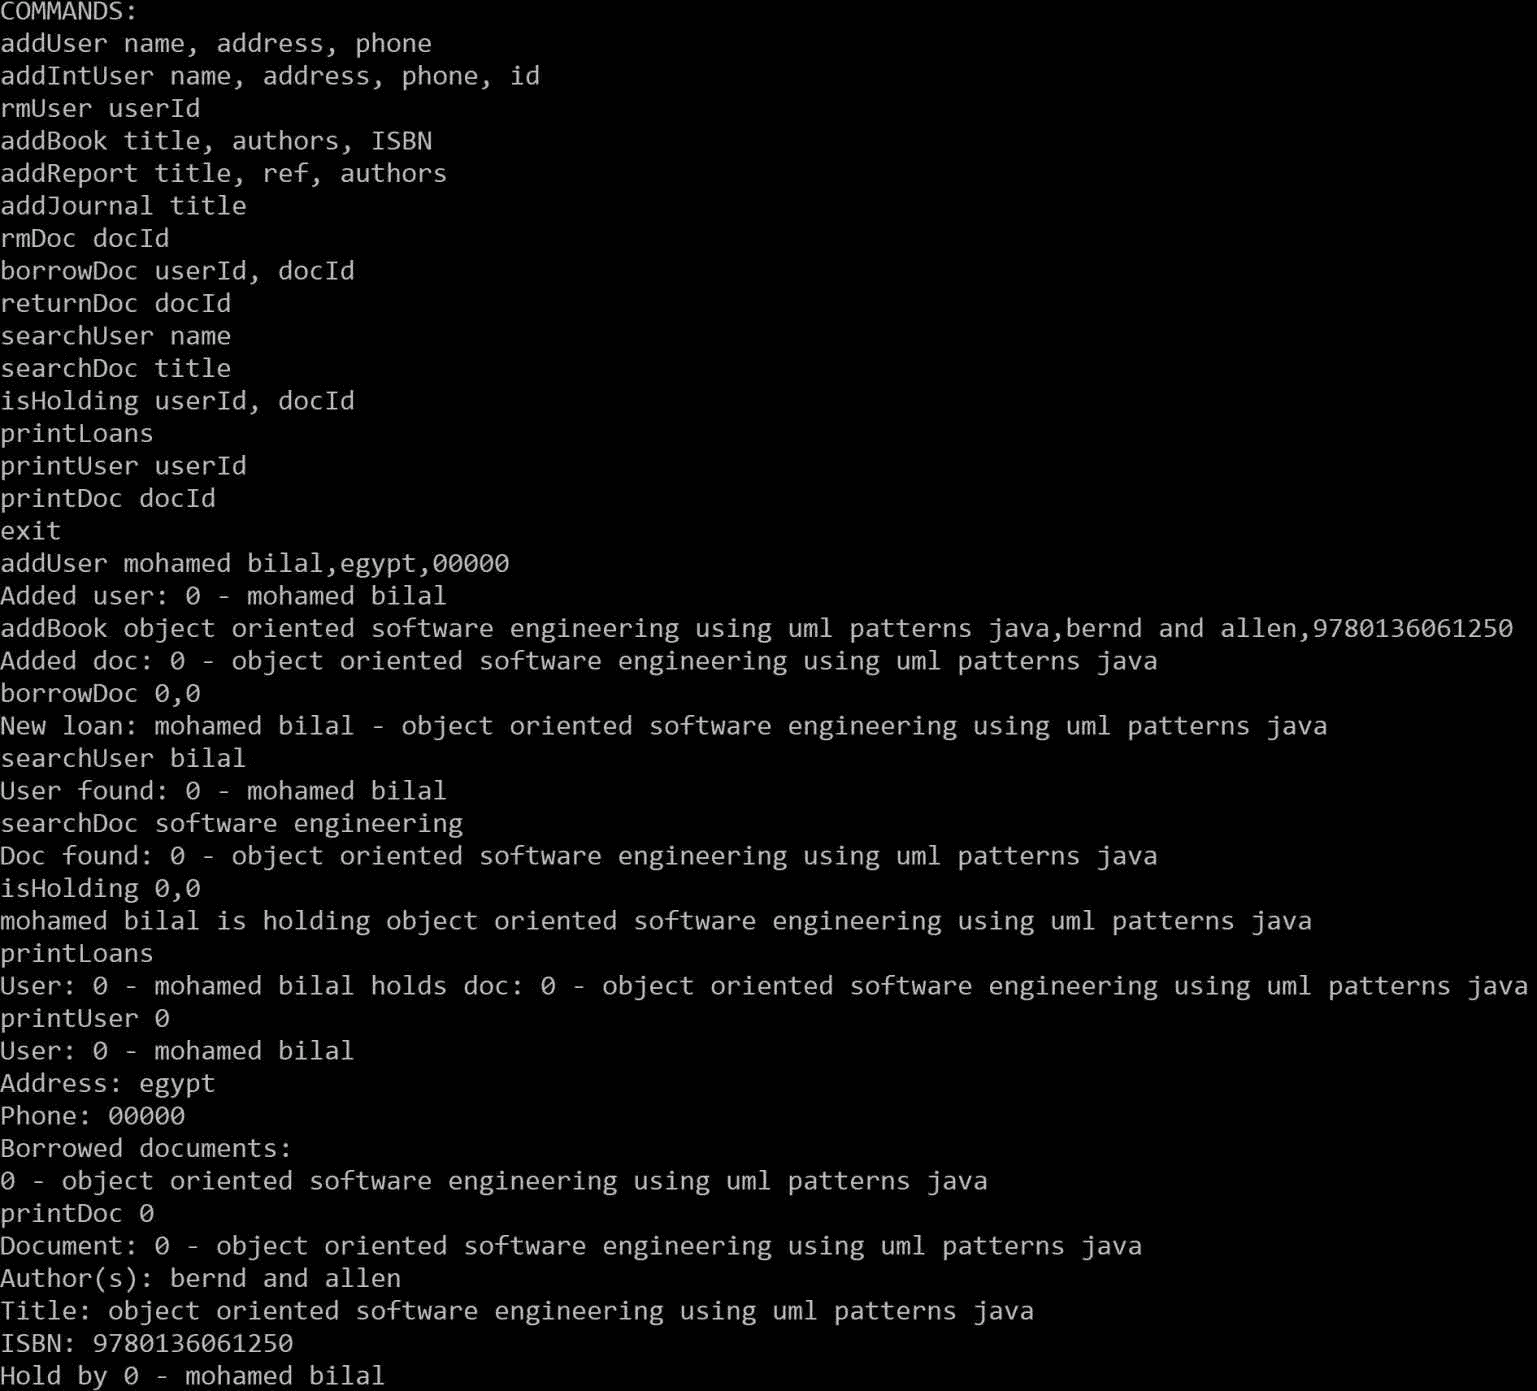 COMMANDS:
addUser name, address, phone
addIntUser name, address, phone, id
rmUser userId
addBook title, authors, ISBN
addReport title, ref, authors
addJournal title
rmDoc docId
borrowDoc userId, docId
returnDoc docId
searchUser name
searchDoc title
isHolding userId, docId
printLoans
printUser userId
printDoc docId
exit
addUser mohamed bilal,egypt,00000
Added user: 0 - mohamed bilal
addBook object oriented software engineering using uml patterns java,bernd and allen,9780136061250
Added doc: 0 - object oriented software engineering using uml patterns java
borrowDoc 0,0
New loan: mohamed bilal - object oriented software engineering using uml patterns java
searchUser bilal
User found: 0 - mohamed bilal
searchDoc software engineering
Doc found: 0 - object oriented software engineering using uml patterns java
isHolding 0,0
mohamed bilal is holding object oriented software engineering using uml patterns java
printLoans
User: 0 - mohamed bilal holds doc: 0 - object oriented software engineering using uml patterns java
printUser 0
User: 0 - mohamed bilal
Address: egypt
Phone: 00000
Borrowed documents:
0 - object oriented software engineering using uml patterns java
printDoc 0
Document: 0 - object oriented software engineering using uml patterns java
Author(s): bernd and allen
Title: object oriented software engineering using uml patterns java
ISBN: 9780136061250
Hold by 0 - mohamed bilal